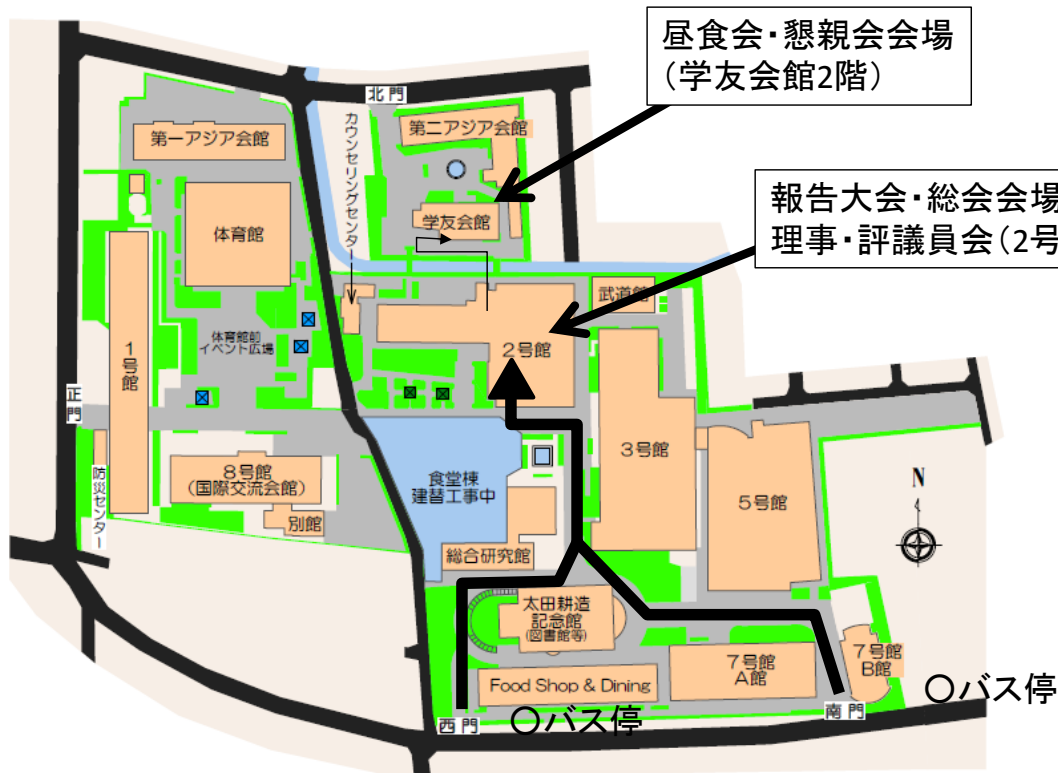 昼食会・懇親会会場
（学友会館2階）
北門
第一アジア会館
カウンセリングセンター
第二アジア会館
学友会館
報告大会・総会会場
理事・評議員会（2号
体育館
武道館
体育館前
イベント広場
1号館
2号館
正門
3号館
N
食堂棟
建替工事中
8号館
（国際交流会館）
5号館
防災センター
別館
総合研究館
太田耕造
記念館
(図書館等)
7号館
A館
7号館
B館
Food Shop & Dining
〇バス停
南門
西門
〇バス停